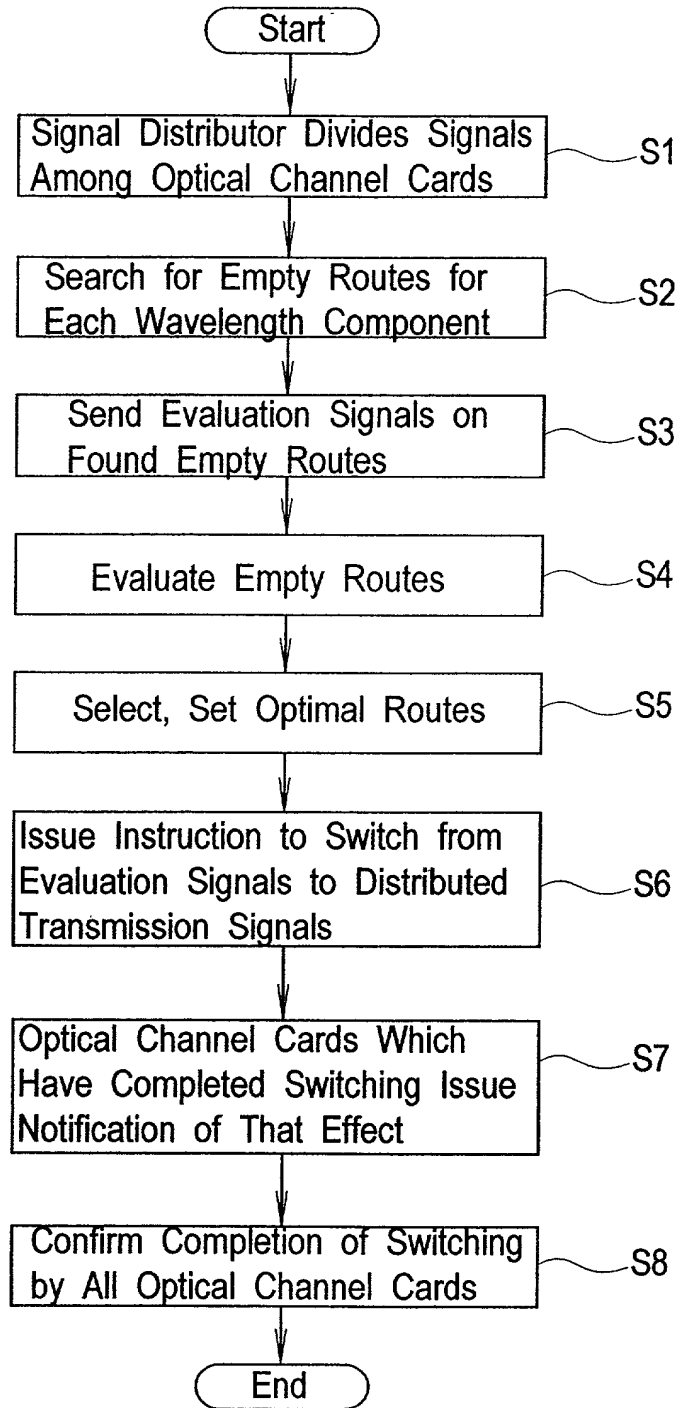 Start
Signal Distributor Divides Signals
Among Optical Channel Cards
S1
Search for Empty Routes for
Each Wavelength Component
S2
Send Evaluation Signals on
Found Empty Routes
S3
Evaluate Empty Routes
S4
Select, Set Optimal Routes
S5
Issue Instruction to Switch from
Evaluation Signals to Distributed
Transmission Signals
S6
Optical Channel Cards Which
Have Completed Switching Issue
Notification of That Effect
S7
Confirm Completion of Switching
by All Optical Channel Cards
S8
End